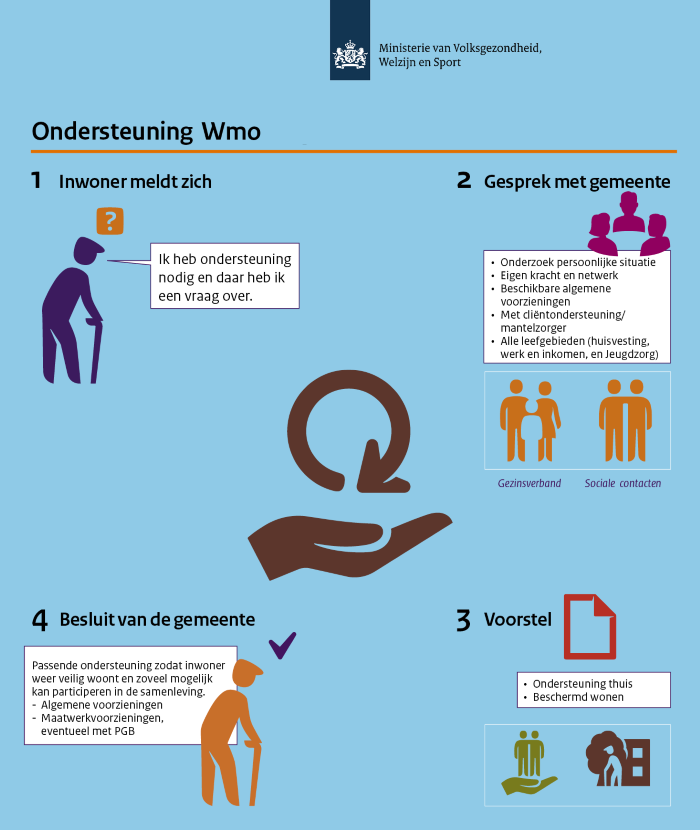 Ministerie van Volksgezondheid,
Welzijn en Sport
Ondersteuning Wmo
1 Inwoner meldt zich
?
Ik heb ondersteuning
nodig en daar heb ik
een vraag over.
2 Gesprek met gemeente
• Onderzoek persoonlijke situatie
• Eigen kracht en netwerk
• Beschikbare algemene
voorzieningen
• Met cliëntondersteuning/
mantelzorger
• Alle leefgebieden (huisvesting,
werk en inkomen, en Jeugdzorg)
Gezinsverband
Sociale contacten
3 Voorstel
• Ondersteuning thuis
• Beschermd wonen
4 Besluit van de gemeente
Passende ondersteuning zodat inwoner
weer veilig woont en zoveel mogelijk
kan participeren in de samenleving.
- Algemene voorzieningen
- Maatwerkvoorzieningen,
eventueel met PGB